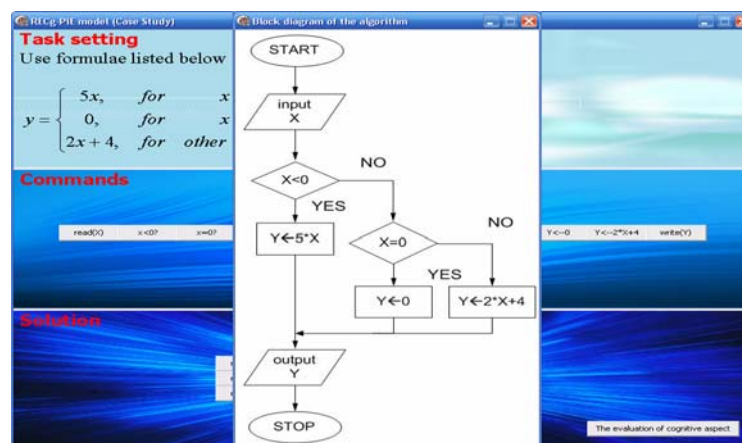 RECg-PIE model (Case Study)
Task setting
Use formulae listed below
5x, for x
y = 0, for x
2x + 4, for other
Commands
read(X) x<0? x=0?
Solution
Block diagram of the algorithm
START
input
X
NO
X<0
YES
NO
Y←5*X
X=0
YES
Y←0
Y←2*X+4
output
Y
STOP
Y<--0 Y<--2*X+4 write(Y)
The evaluation of cognitive aspect